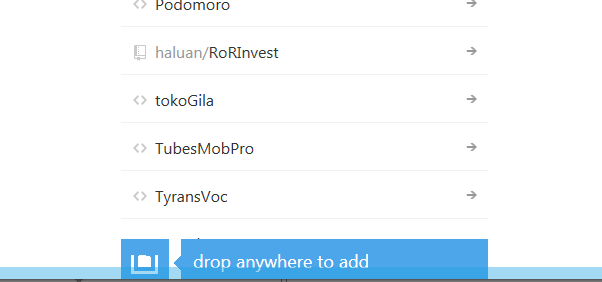 Podomoro
haluan/RoRInvest
tokoGila
TubesMobPro
TyransVoc
drop anywhere to add